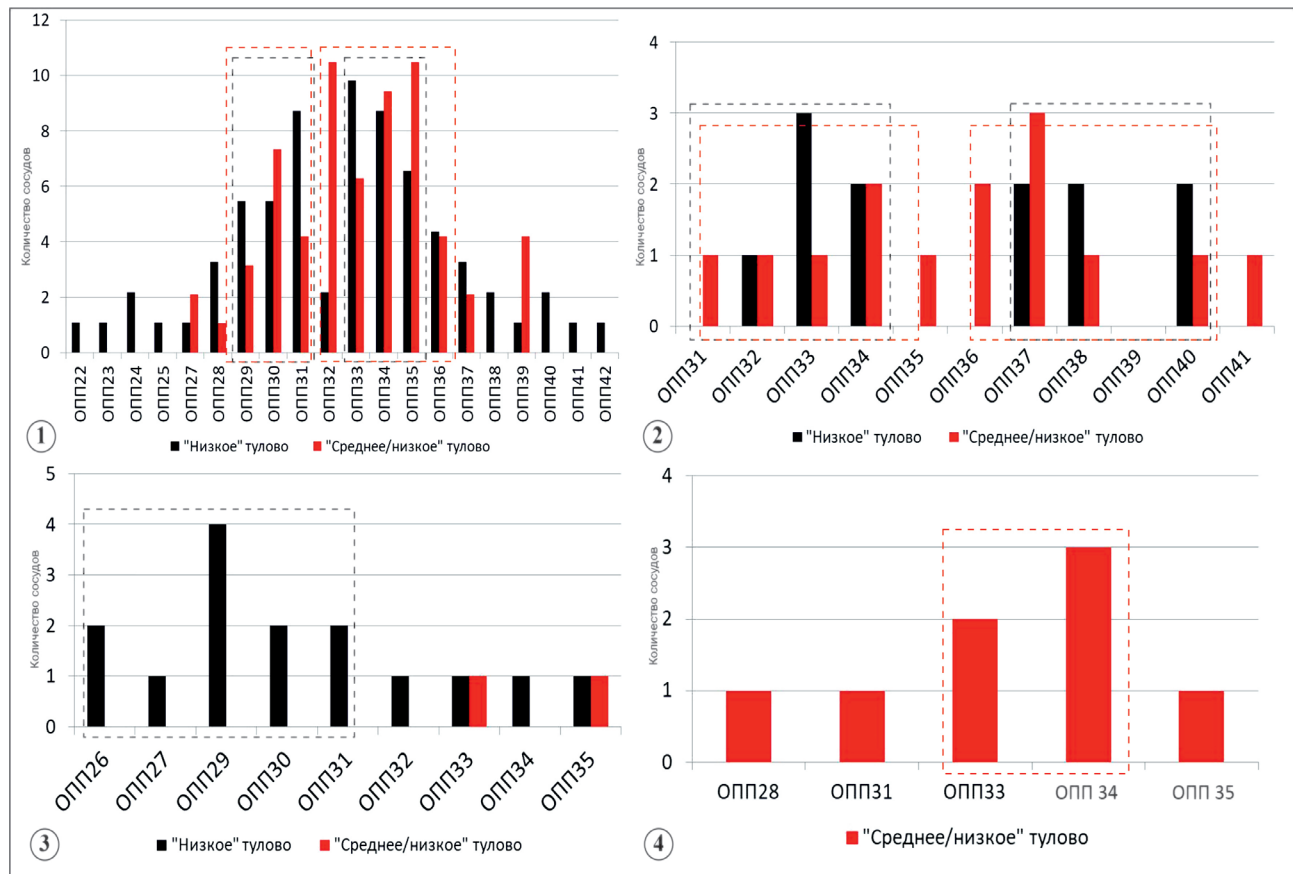 12
10
8
6
4
2
0
Количество сосудов
ОПП22 ОПП23 ОПП24 ОПП25 ОПП27 ОПП28 ОПП29 ОПП30 ОПП31 ОПП32 ОПП33 ОПП34 ОПП35 ОПП36 ОПП37 ОПП38 ОПП39 ОПП40 ОПП41 ОПП42
1
"Низкое" тулово "Среднее/низкое" тулово
4
3
2
1
0
Количество сосудов
ОПП31 ОПП32 ОПП33 ОПП34 ОПП35 ОПП36 ОПП37 ОПП38 ОПП39 ОПП40 ОПП41
2
"Низкое" тулово "Среднее/низкое" тулово
5
4
3
2
1
0
Количество сосудов
ОПП26 ОПП27 ОПП29 ОПП30 ОПП31 ОПП32 ОПП33 ОПП34 ОПП35
3
"Низкое" тулово "Среднее/низкое" тулово
4
3
2
1
0
Количество сосудов
ОПП28 ОПП31 ОПП33 ОПП 34 ОПП 35
4
"Среднее/низкое" тулово